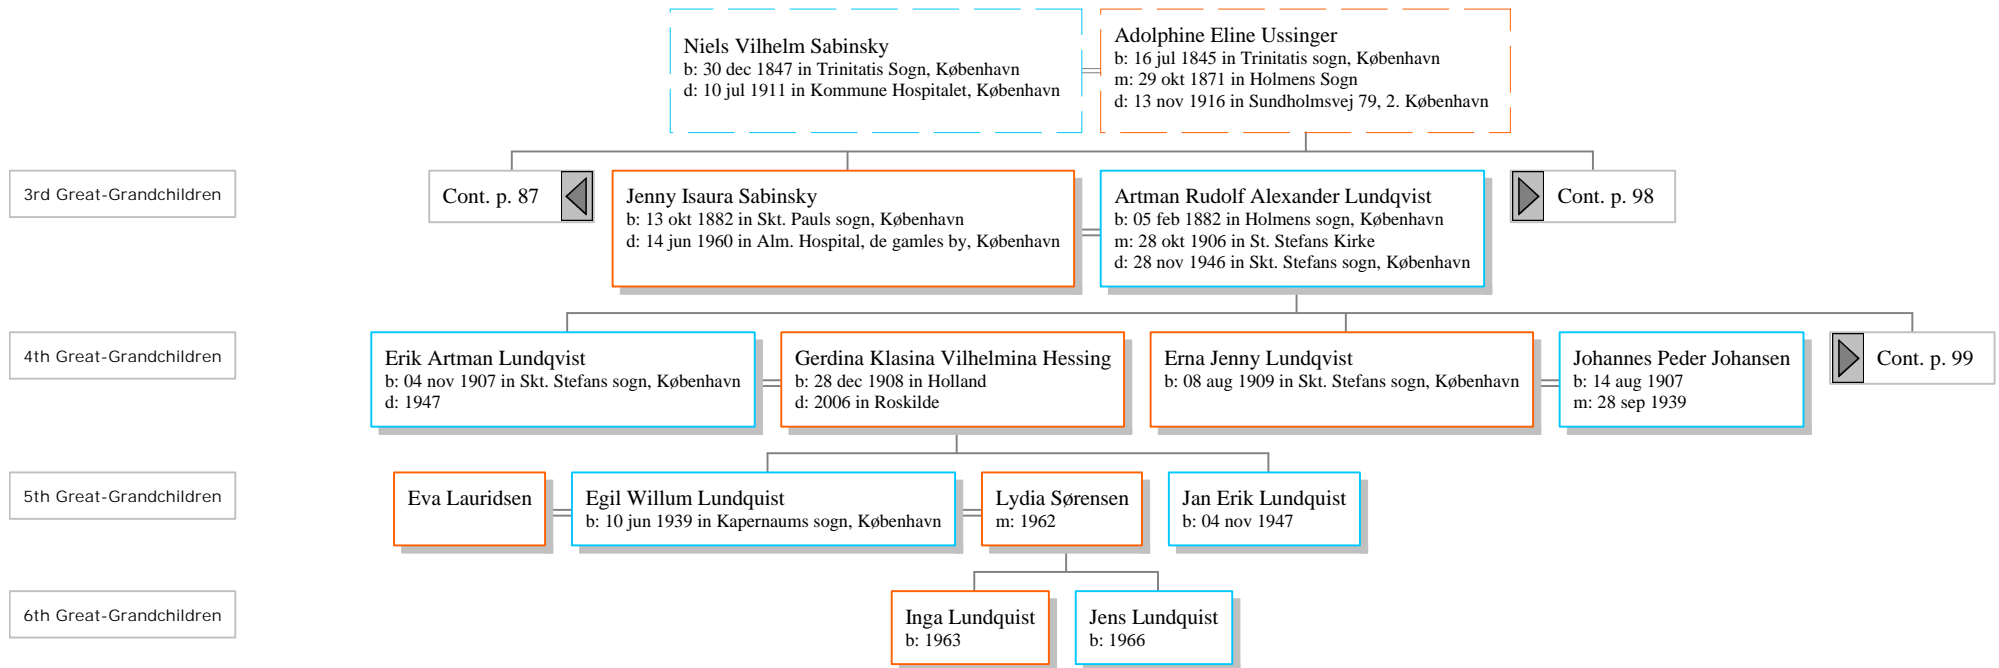 Niels Vilhelm Sabinsky
b: 30 dec 1847 in Trinitatis Sogn, København
d: 10 jul 1911 in Kommune Hospitalet, København
Adolphine Eline Ussinger
b: 16 jul 1845 in Trinitatis sogn, København
m: 29 okt 1871 in Holmens Sogn
d: 13 nov 1916 in Sundholmsvej 79, 2. København
3rd Great-Grandchildren
Cont. p. 87
Jenny Isaura Sabinsky
b: 13 okt 1882 in Skt. Pauls sogn, København
d: 14 jun 1960 in Alm. Hospital, de gamles by, København
Artman Rudolf Alexander Lundqvist
b: 05 feb 1882 in Holmens sogn, København
m: 28 okt 1906 in St. Stefans Kirke
d: 28 nov 1946 in Skt. Stefans sogn, København
Cont. p. 98
4th Great-Grandchildren
Erik Artman Lundqvist
b: 04 nov 1907 in Skt. Stefans sogn, København
d: 1947
Gerdina Klasina Vilhelmina Hessing
b: 28 dec 1908 in Holland
d: 2006 in Roskilde
Erna Jenny Lundqvist
b: 08 aug 1909 in Skt. Stefans sogn, København
Johannes Peder Johansen
b: 14 aug 1907
m: 28 sep 1939
Cont. p. 99
5th Great-Grandchildren
Eva Lauridsen
Egil Willum Lundquist
b: 10 jun 1939 in Kapernaums sogn, København
Lydia Sørensen
m: 1962
Jan Erik Lundquist
b: 04 nov 1947
6th Great-Grandchildren
Inga Lundquist
b: 1963
Jens Lundquist
b: 1966